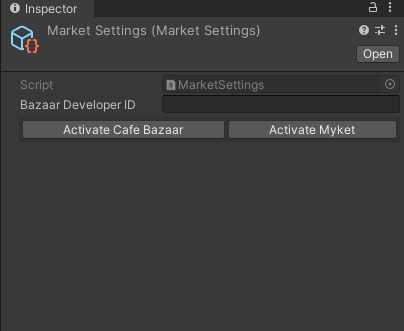 Inspector
Market Settings (Market Settings)
Open
Script MarketSettings
Bazaar Developer ID
Activate Cafe Bazaar Activate Myket